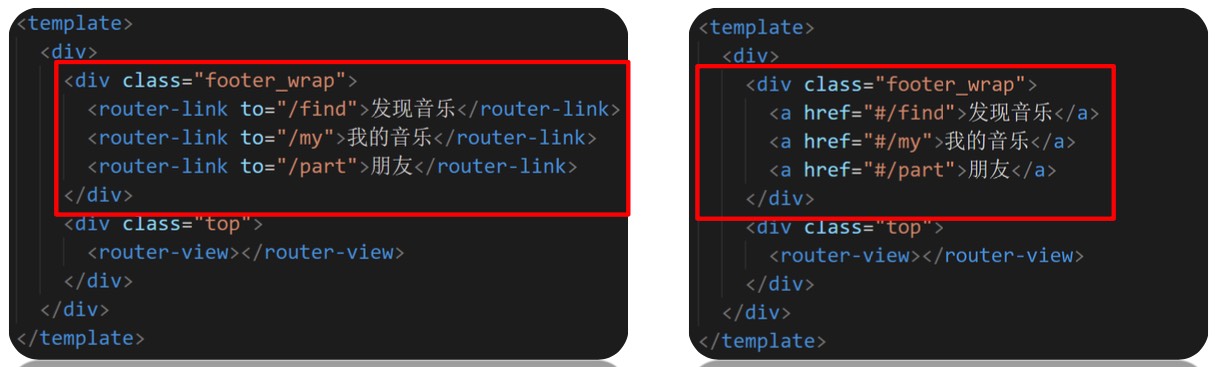 <template>
<div>
<div class="footer_wrap">
<router-link to="/find">发现音乐</router-link>
<router-link to="/my">我的音乐</router-link>
<router-link to="/part">朋友</router-link>
</div>
<div class="top">
<router-view></router-view>
</div>
</div>
</template>
<template>
<div>
<div class="footer_wrap">
<a href="#/find">发现音乐</a>
<a href="#/my">我的音乐</a>
<a href="#/part">朋友</a>
</div>
<div class="top">
<router-view></router-view>
</div>
</div>
</template>